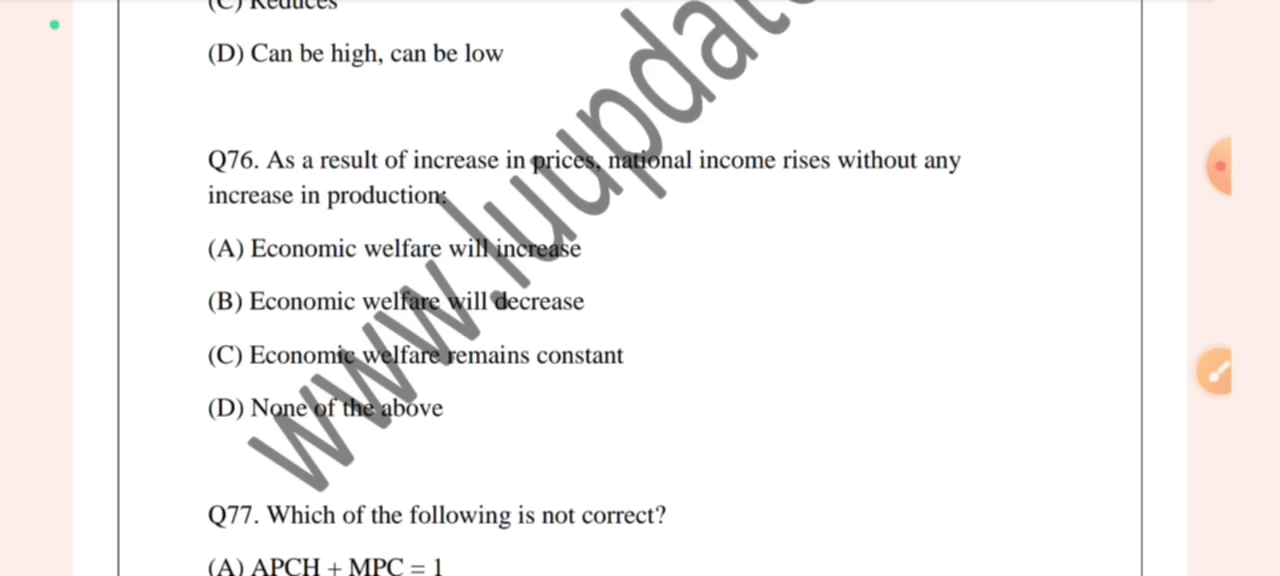 (C) Reduces
(D) Can be high, can be low
Q76. As a result of increase in prices, national income rises without any
increase in production:
(A) Economic welfare will increase
(B) Economic welfare will decrease
(C) Economic welfare remains constant
(D) None of the above
www.luupdat
Q77. Which of the following is not correct?
(A) APCH + MPC = 1